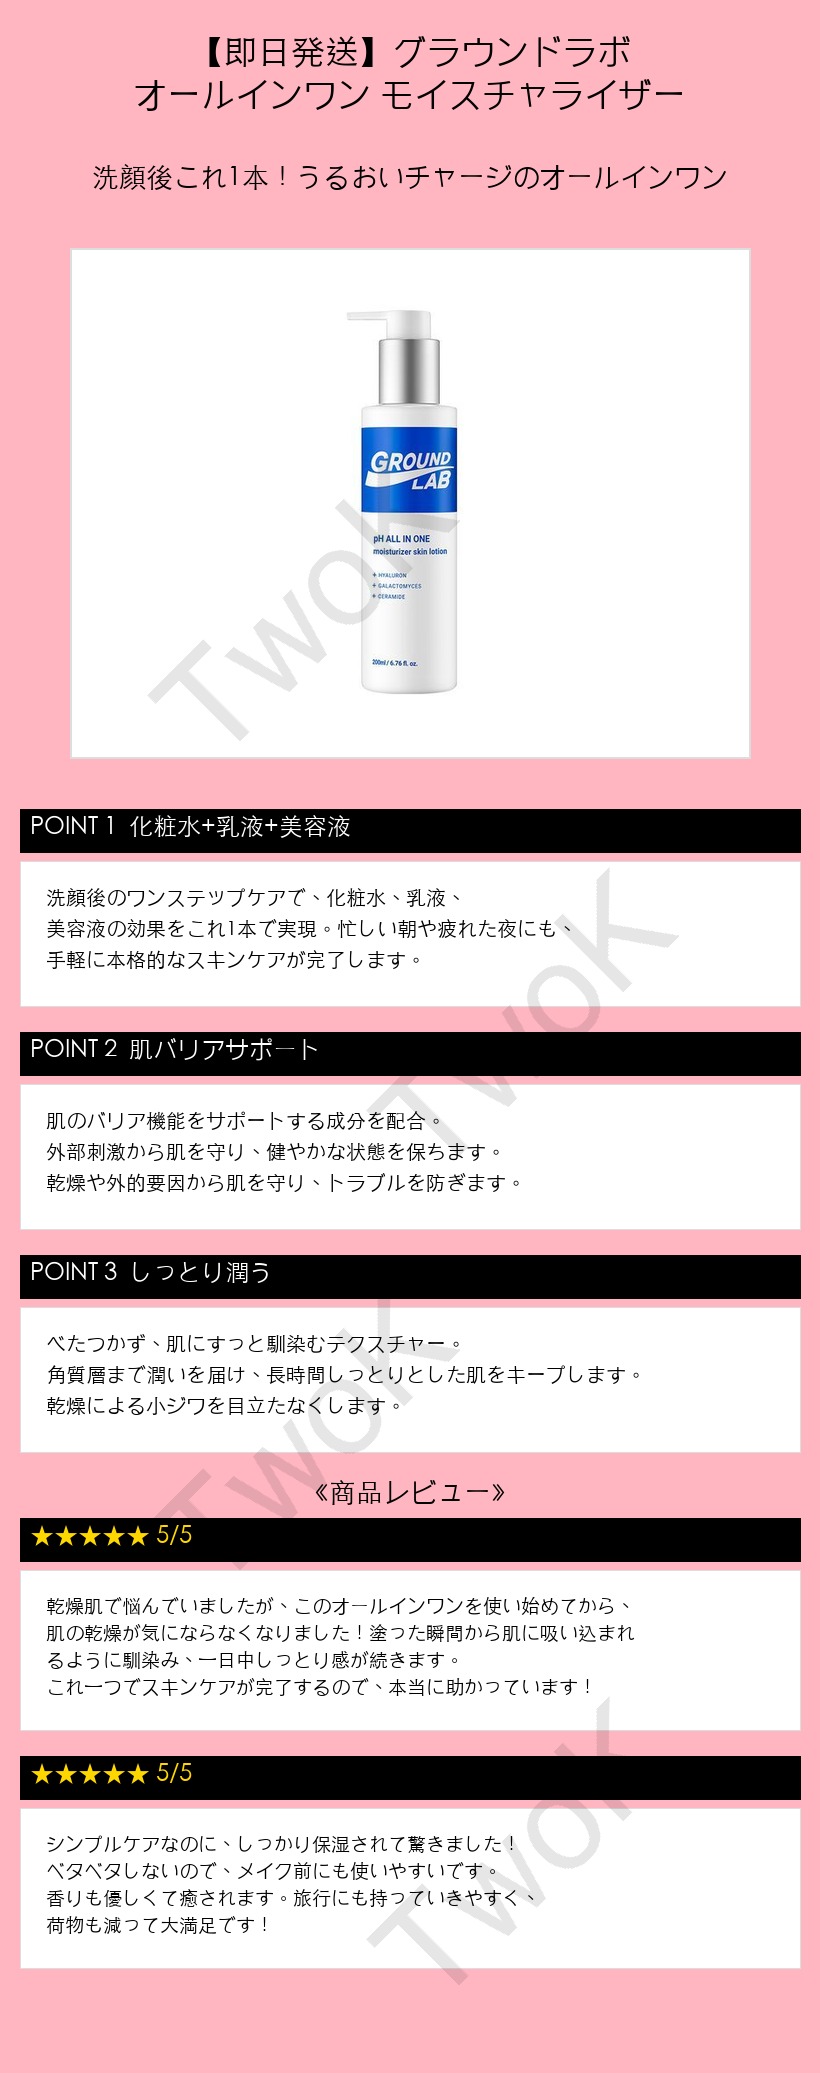 【即日発送】グラウンドラボ
オールインワン モイスチャライザー
洗顔後これ1本！うるおいチャージのオールインワン
GROUND
LAB
pH ALL IN ONE
moisturizer skin lotion
+ HYALURON
+ GALACTOMYCES
+ CERAMIDE
200ml / 6.76 fl. oz.
TwoK
POINT 1 化粧水+乳液+美容液
洗顔後のワンステップケアで、化粧水、乳液、
美容液の効果をこれ1本で実現。忙しい朝や疲れた夜にも、
手軽に本格的なスキンケアが完了します。
TwoK
POINT 2 肌バリアサポート
肌のバリア機能をサポートする成分を配合。
外部刺激から肌を守り、健やかな状態を保ちます。
乾燥や外的要因から肌を守り、トラブルを防ぎます。
POINT 3 しっとり潤う
べたつかず、肌にすっと馴染むテクスチャー。
角質層まで潤いを届け、長時間しっとりとした肌をキープします。
乾燥による小ジワを目立たなくします。
TwoK
《商品レビュー》
★★★★★ 5/5
乾燥肌で悩んでいましたが、このオールインワンを使い始めてから、
肌の乾燥が気にならなくなりました！塗った瞬間から肌に吸い込まれ
るように馴染み、一日中しっとり感が続きます。
これ一つでスキンケアが完了するので、本当に助かっています！
★★★★★ 5/5
シンプルケアなのに、しっかり保湿されて驚きました！
ベタベタしないので、メイク前にも使いやすいです。
香りも優しくて癒されます。旅行にも持っていきやすく、
荷物も減って大満足です！
TwoK